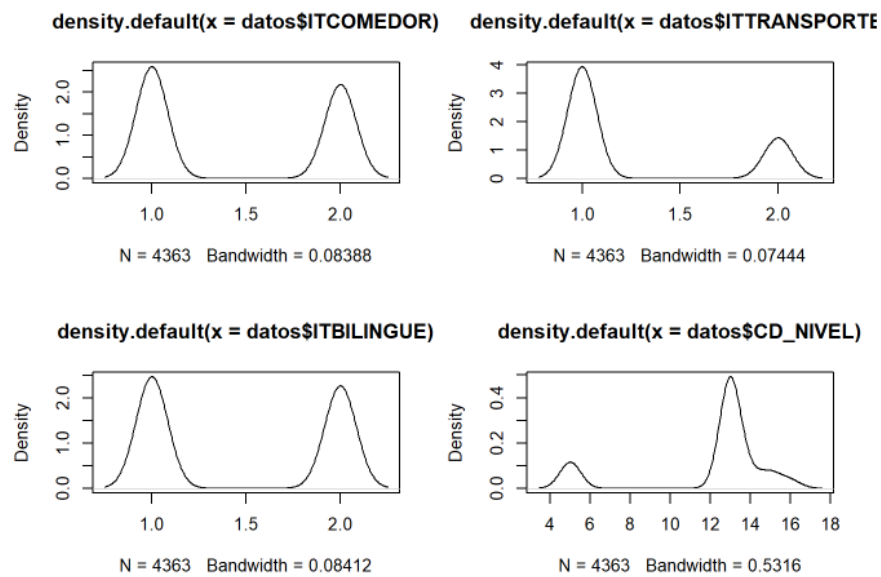 density.default(x = datos$ITCOMEDOR)
Density
0.0 1.0 2.0
1.0 1.5 2.0
N = 4363 Bandwidth = 0.08388
density.default(x = datos$ITTRANSPORTE
Density
0 1 2 3 4
1.0 1.5 2.0
N = 4363 Bandwidth = 0.07444
density.default(x = datos$ITBILINGUE)
Density
0.0 1.0 2.0
1.0 1.5 2.0
N = 4363 Bandwidth = 0.08412
density.default(x = datos$CD_NIVEL)
Density
0.0 0.2 0.4
4 6 8 10 12 14 16 18
N = 4363 Bandwidth = 0.5316